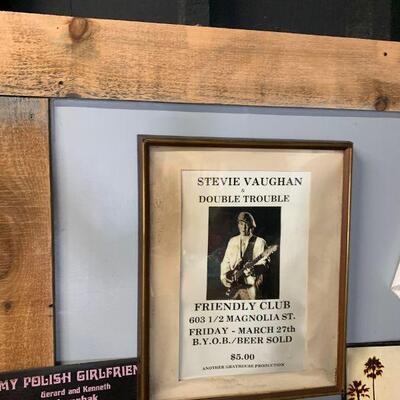 STEVIE VAUGHAN
&
DOUBLE TROUBLE
FRIENDLY CLUB
603 1/2 MAGNOLIA ST.
FRIDAY - MARCH 27th
B.Y.O.B./BEER SOLD
$5.00
ANOTHER GRAYHOUSE PRODUCTION
MY POLISH GIRLFRIEN
Gerard and Kenneth